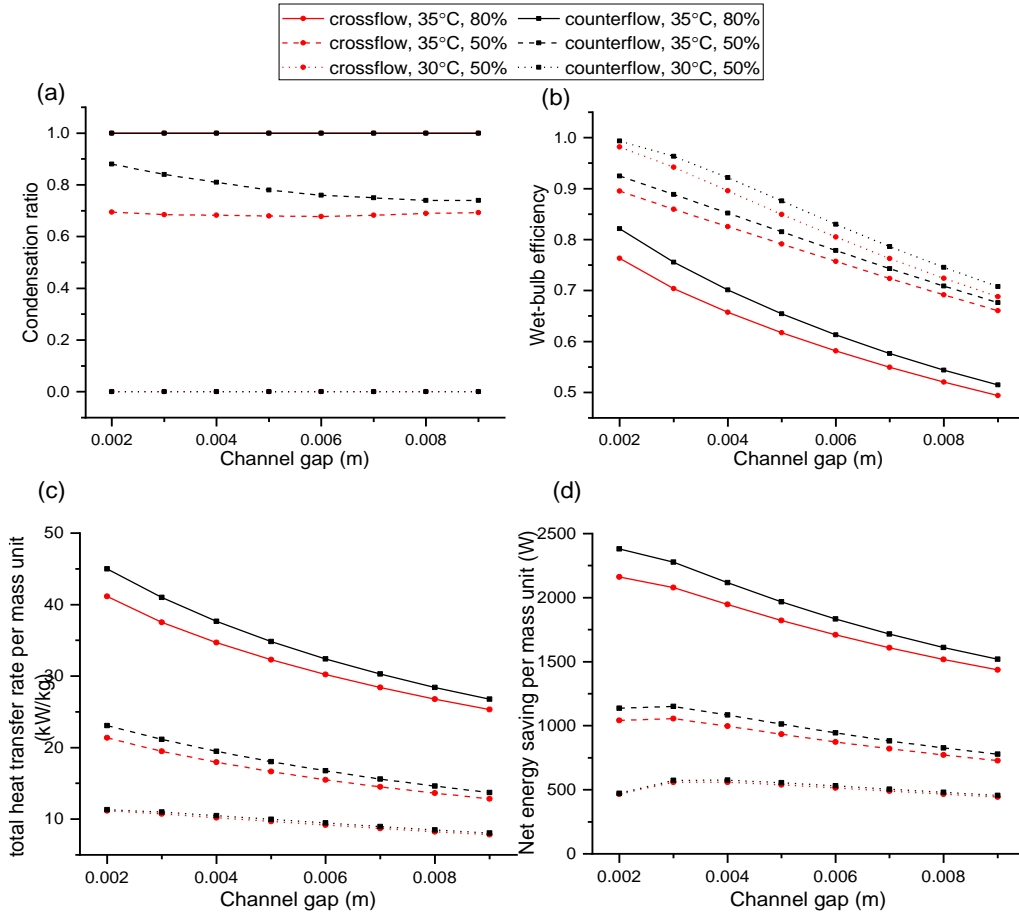 crossflow, 35°C, 80%
counterflow, 35°C, 80%
crossflow, 35°C, 50%
counterflow, 35°C, 50%
crossflow, 30°C, 50%
counterflow, 30°C, 50%
(a)
Condensation ratio
1.0
0.8
0.6
0.4
0.2
0.0
0.002
0.004
0.006
0.008
Channel gap (m)
(b)
Wet-bulb efficiency
1.0
0.9
0.8
0.7
0.6
0.5
0.002
0.004
0.006
0.008
Channel gap (m)
(c)
total heat transfer rate per mass unit
(kW/kg)
50
40
30
20
10
0.002
0.004
0.006
0.008
Channel gap (m)
(d)
Net energy saving per mass unit (W)
2500
2000
1500
1000
500
0
0.002
0.004
0.006
0.008
Channel gap (m)